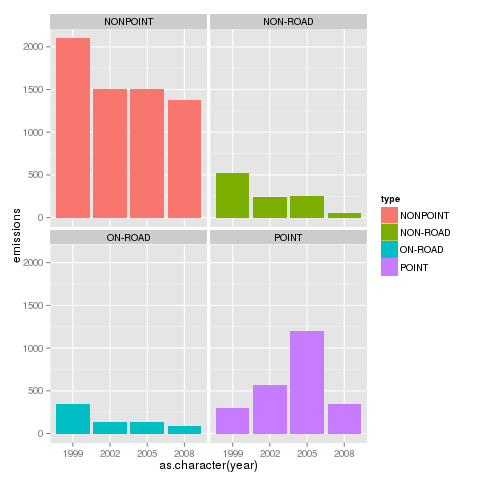 NONPOINT NON-ROAD
2000
1500
1000
500
0
emissions
ON-ROAD POINT
2000
1500
1000
500
0
1999 2002 2005 2008 1999 2002 2005 2008
as.character(year)
type
NONPOINT
NON-ROAD
ON-ROAD
POINT